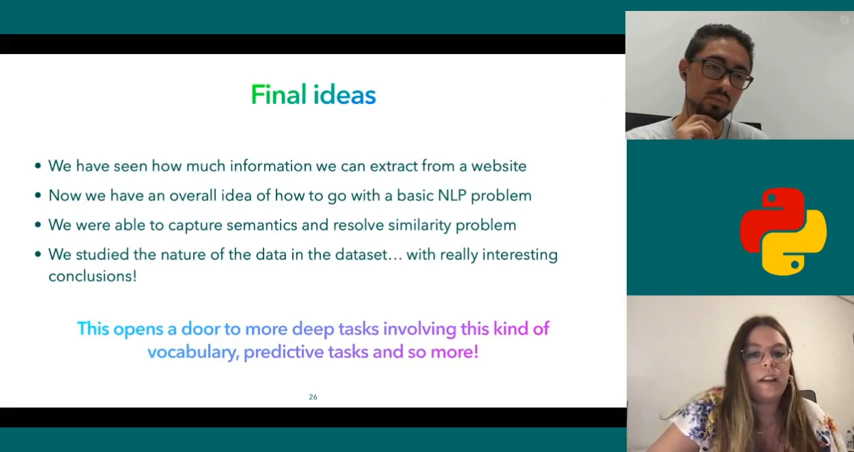 Final ideas
• We have seen how much information we can extract from a website
• Now we have an overall idea of how to go with a basic NLP problem
• We were able to capture semantics and resolve similarity problem
• We studied the nature of the data in the dataset... with really interesting
conclusions!
This opens a door to more deep tasks involving this kind of
vocabulary, predictive tasks and so more!
26